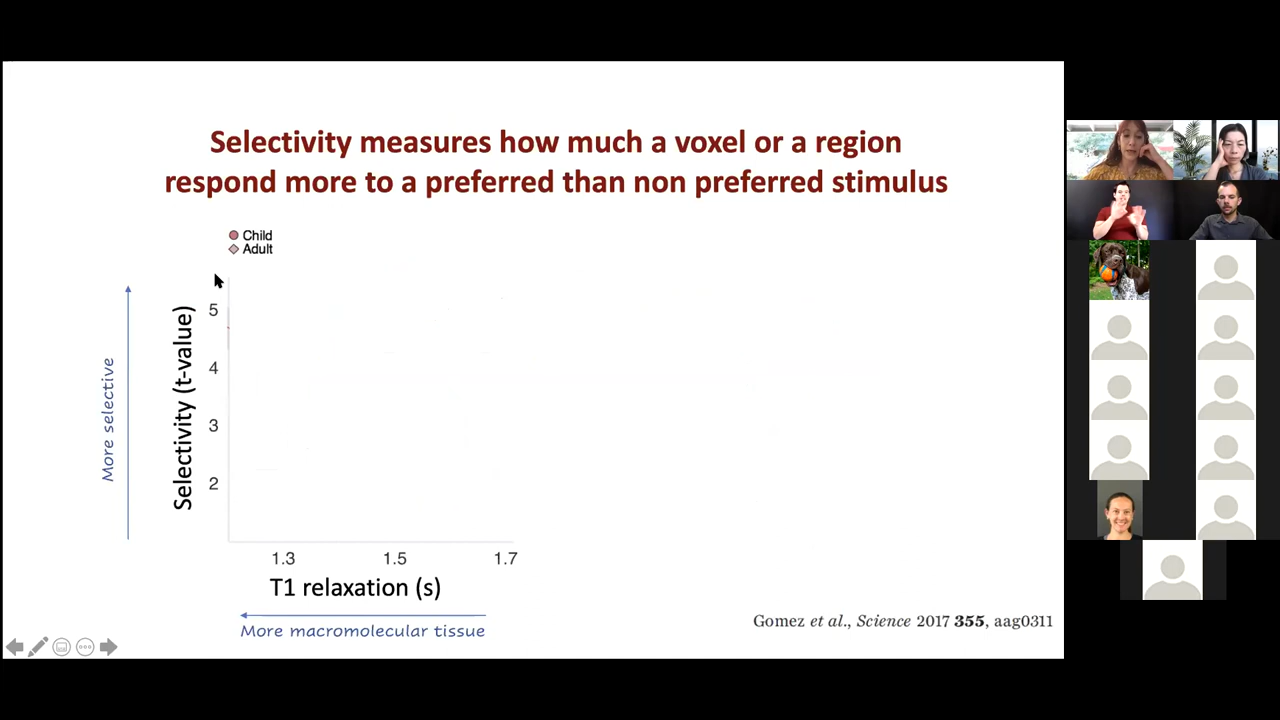 Selectivity measures how much a voxel or a region
respond more to a preferred than non preferred stimulus
Child
Adult
More selective
Selectivity (t-value)
5
4
3
2
1.3 1.5 1.7
T1 relaxation (s)
More macromolecular tissue
Gomez et al., Science 2017 355, aag0311